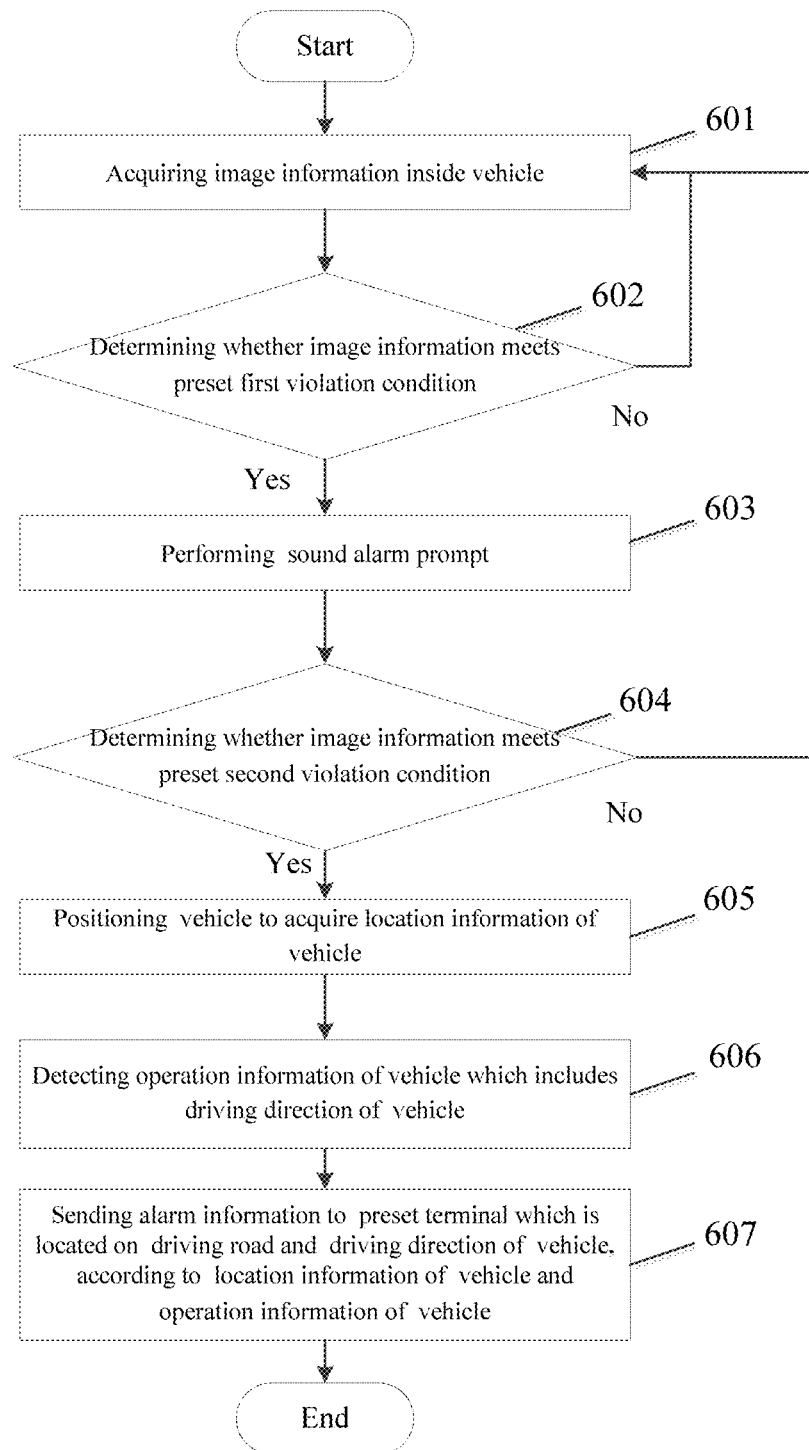 Start
601
Acquiring image information inside vehicle
602
Determining whether image information meets
preset first violation condition
No
Yes
603
Performing sound alarm prompt
604
Determining whether image information meets
preset second violation condition
No
Yes
605
Positioning vehicle to acquire location information of
vehicle
606
Detecting operation information of vehicle which includes
driving direction of vehicle
Sending alarm information to preset terminal which is
located on driving road and driving direction of vehicle,
607
according to location information of vehicle and
operation information of vehicle
End